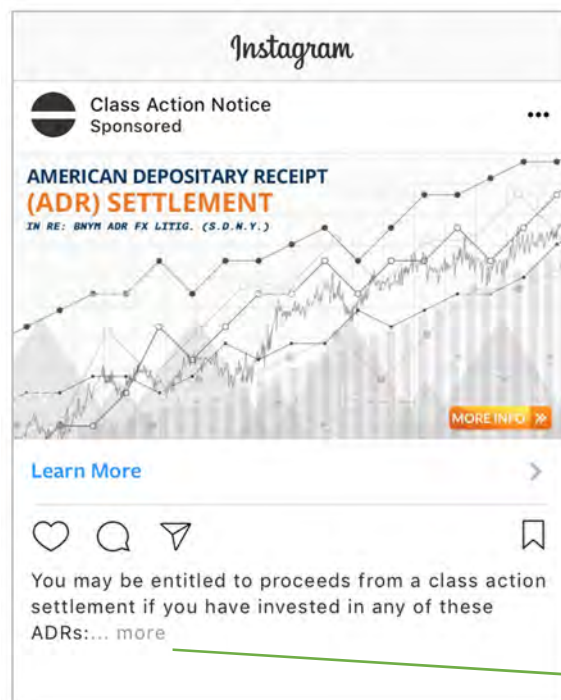 Instagram
Class Action Notice
Sponsored
AMERICAN DEPOSITARY RECEIPT
(ADR) SETTLEMENT
IN RE: BNYM ADR FX LITIG. (S.D.N.Y.)
MORE INFO
Learn More
You may be entitled to proceeds from a class action
settlement if you have invested in any of these
ADRs:... more